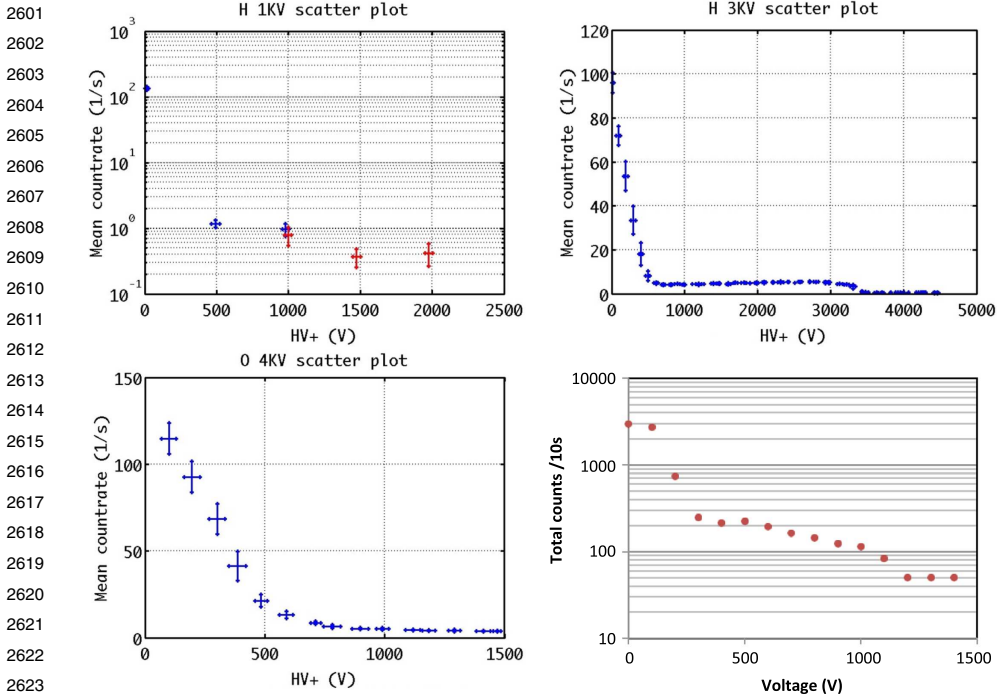 2601
2602
2603
2604
2605
2606
2607
2608
2609
2610
2611
2612
2613
2614
2615
2616
2617
2618
2619
2620
2621
2622
2623
H 1KV scatter plot
Mean countrate (1/s)
10^3
10^2
10^1
10^0
10^-1
0 500 1000 1500 2000 2500
HV+ (V)
H 3KV scatter plot
Mean countrate (1/s)
120
100
80
60
40
20
0
0 1000 2000 3000 4000 5000
HV+ (V)
O 4KV scatter plot
Mean countrate (1/s)
150
100
50
0
0 500 1000 1500
HV+ (V)
Total counts /10s
10000
1000
100
10
0 500 1000 1500
Voltage (V)